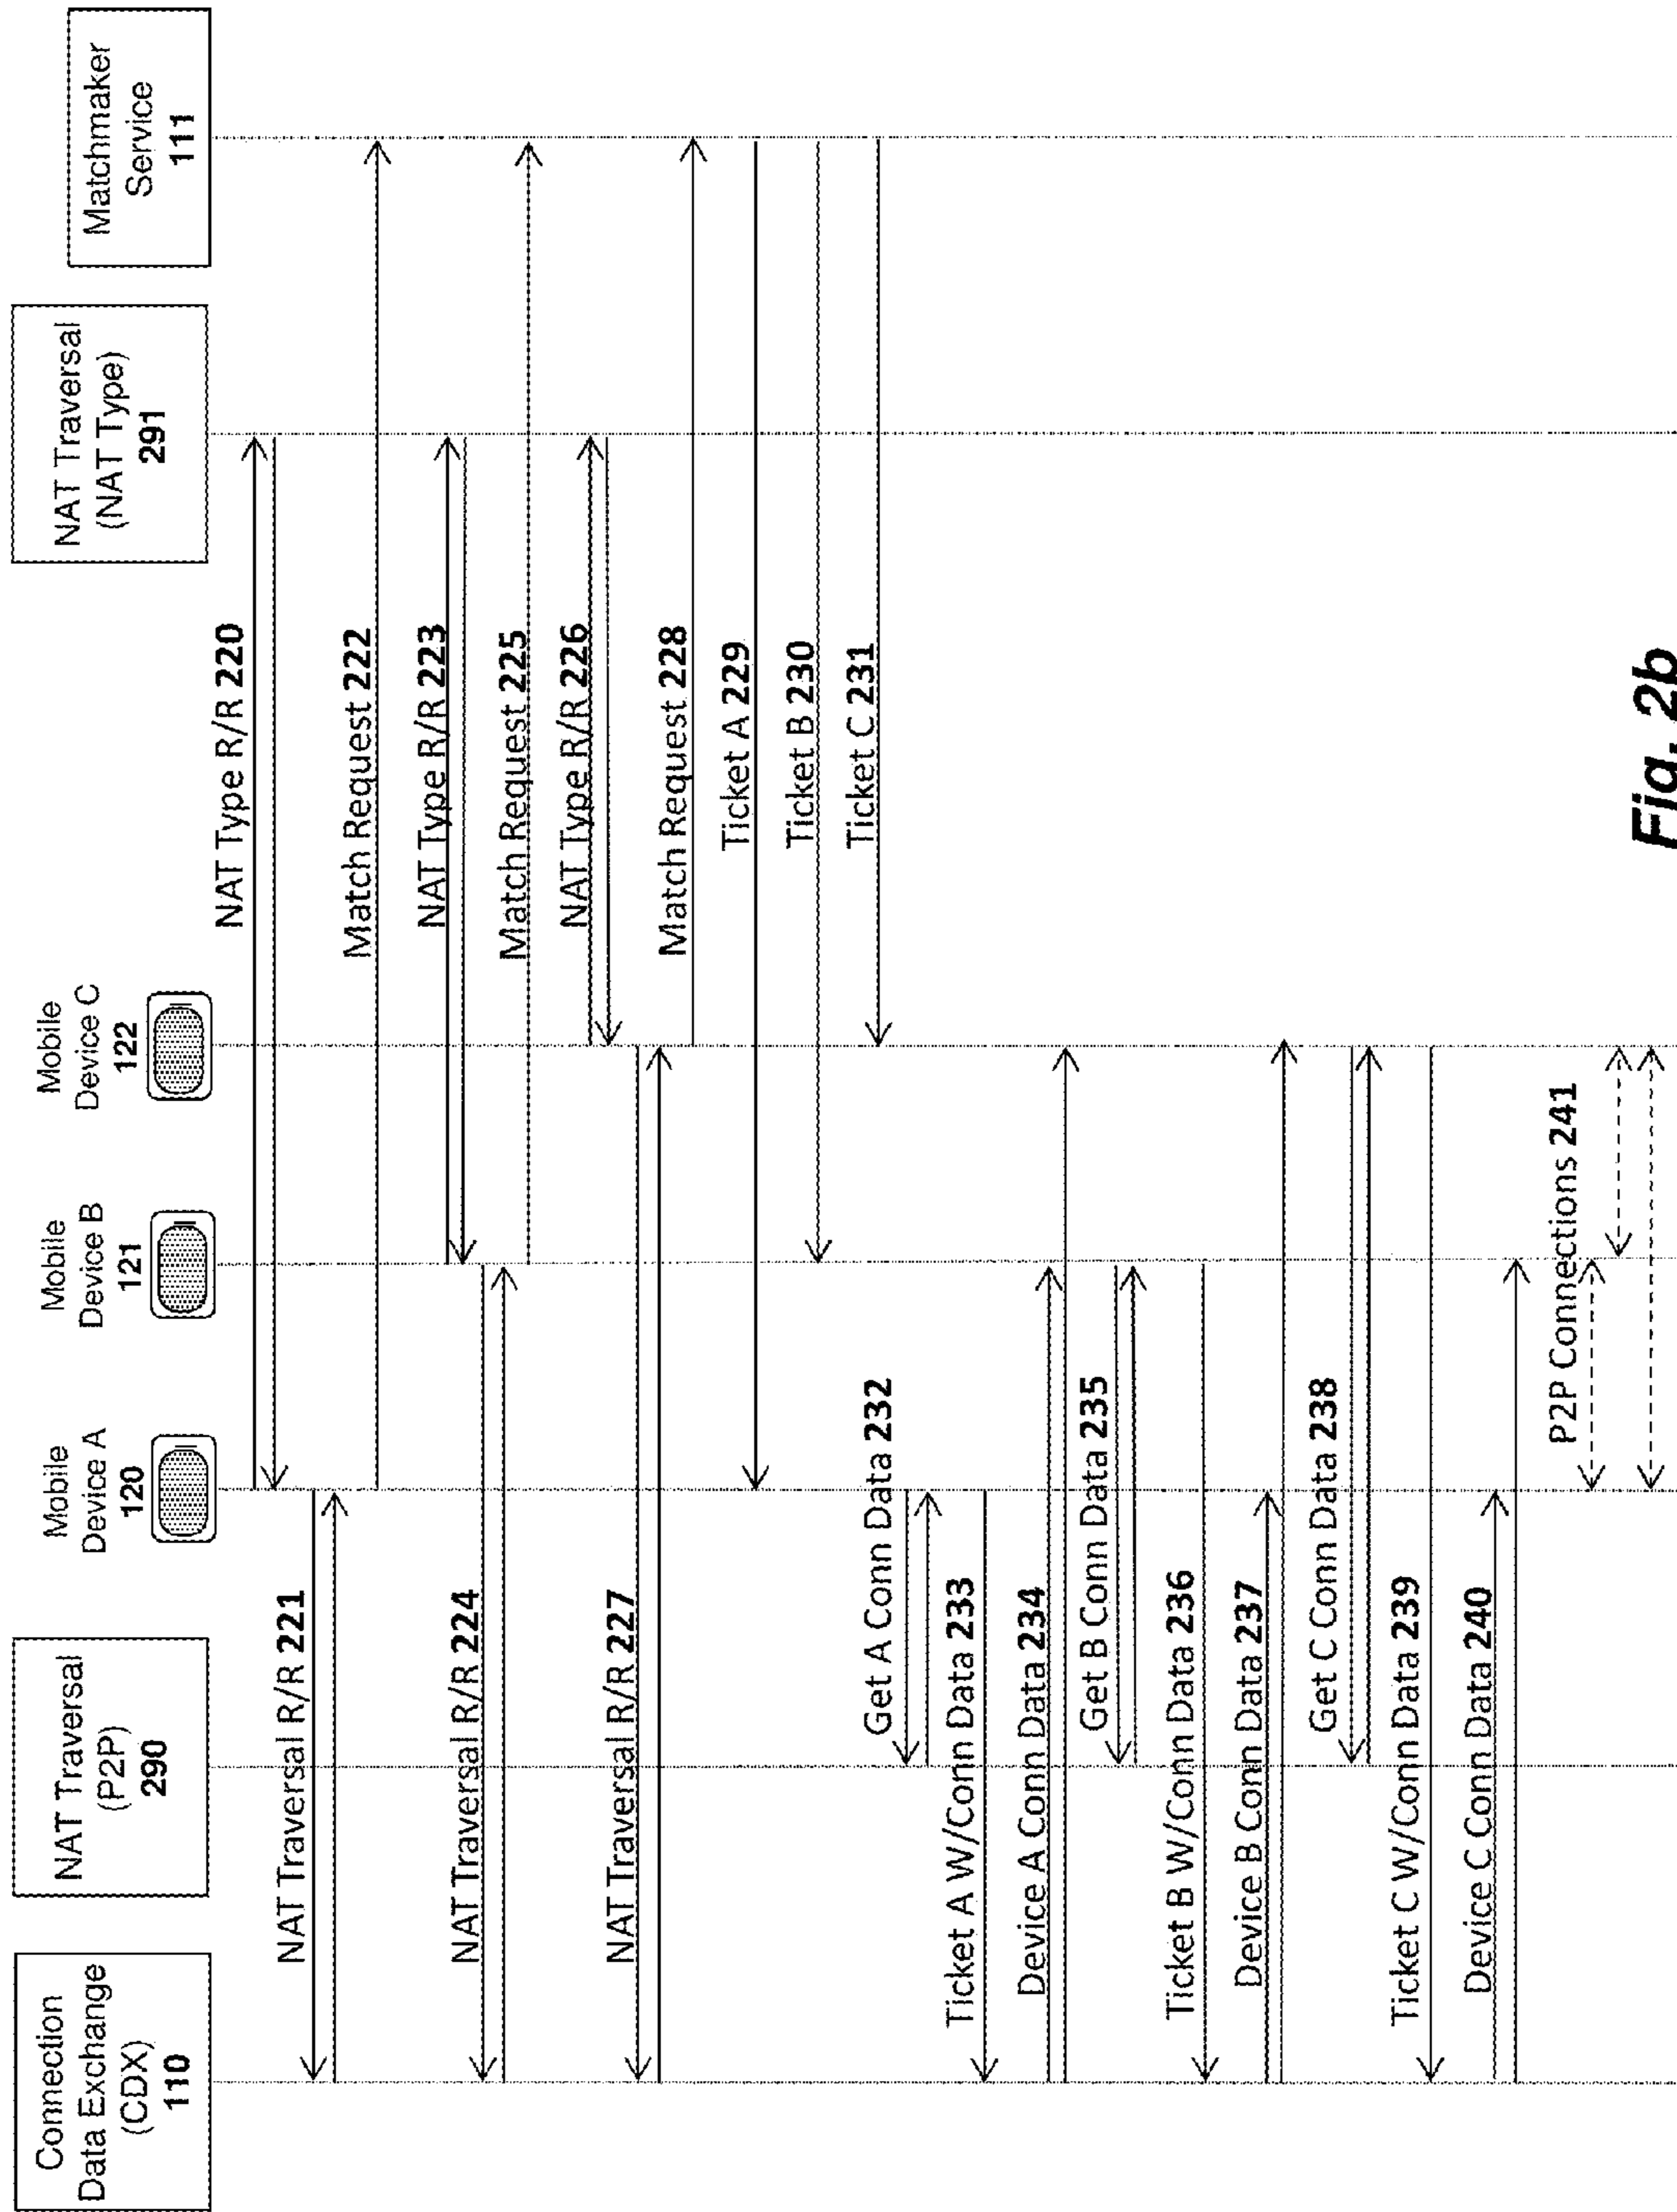 Connection
Data Exchange
(CDX)
110
NAT Traversal
(P2P)
290
Mobile
Device A
120
Mobile
Device B
121
Mobile
Device C
122
NAT Traversal
(NAT Type)
291
Matchmaker
Service
111
NAT Type R/R 220
NAT Traversal R/R 221
Match Request 222
NAT Type R/R 223
NAT Traversal R/R 224
Match Request 225
NAT Type R/R 226
NAT Traversal R/R 227
Match Request 228
Ticket A 229
Ticket B 230
Ticket C 231
Get A Conn Data 232
Ticket A W/Conn Data 233
Device A Conn Data 234
Get B Conn Data 235
Ticket B W/Conn Data 236
Device B Conn Data 237
Get C Conn Data 238
Ticket C W/Conn Data 239
Device C Conn Data 240
P2P Connections 241
Fig. 2b